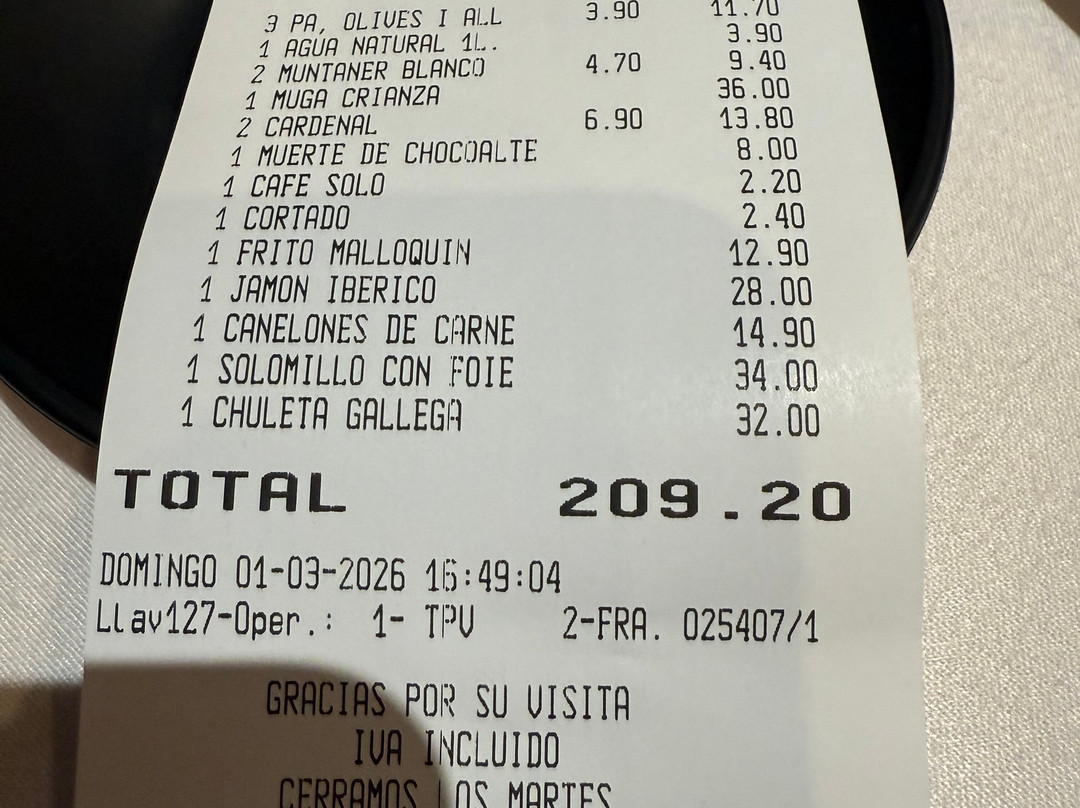 3 PA, OLIVES I ALL 3.90 11.70
1 AGUA NATURAL 1L. 3.90
2 MUNTANER BLANCO 4.70 9.40
1 MUGA CRIANZA 36.00
2 CARDENAL 6.90 13.80
1 MUERTE DE CHOCOALTE 8.00
1 CAFE SOLO 2.20
1 CORTADO 2.40
1 FRITO MALLOQUIN 12.90
1 JAMON IBERICO 28.00
1 CANELONES DE CARNE 14.90
1 SOLOMILLO CON FOIE 34.00
1 CHULETA GALLEGA 32.00
TOTAL 209.20
DOMINGO 01-03-2026 16:49:04
Llav127-Oper.: 1- TPV 2-FRA. 025407/1
GRACIAS POR SU VISITA
IVA INCLUIDO
CERRAMOS LOS MARTES